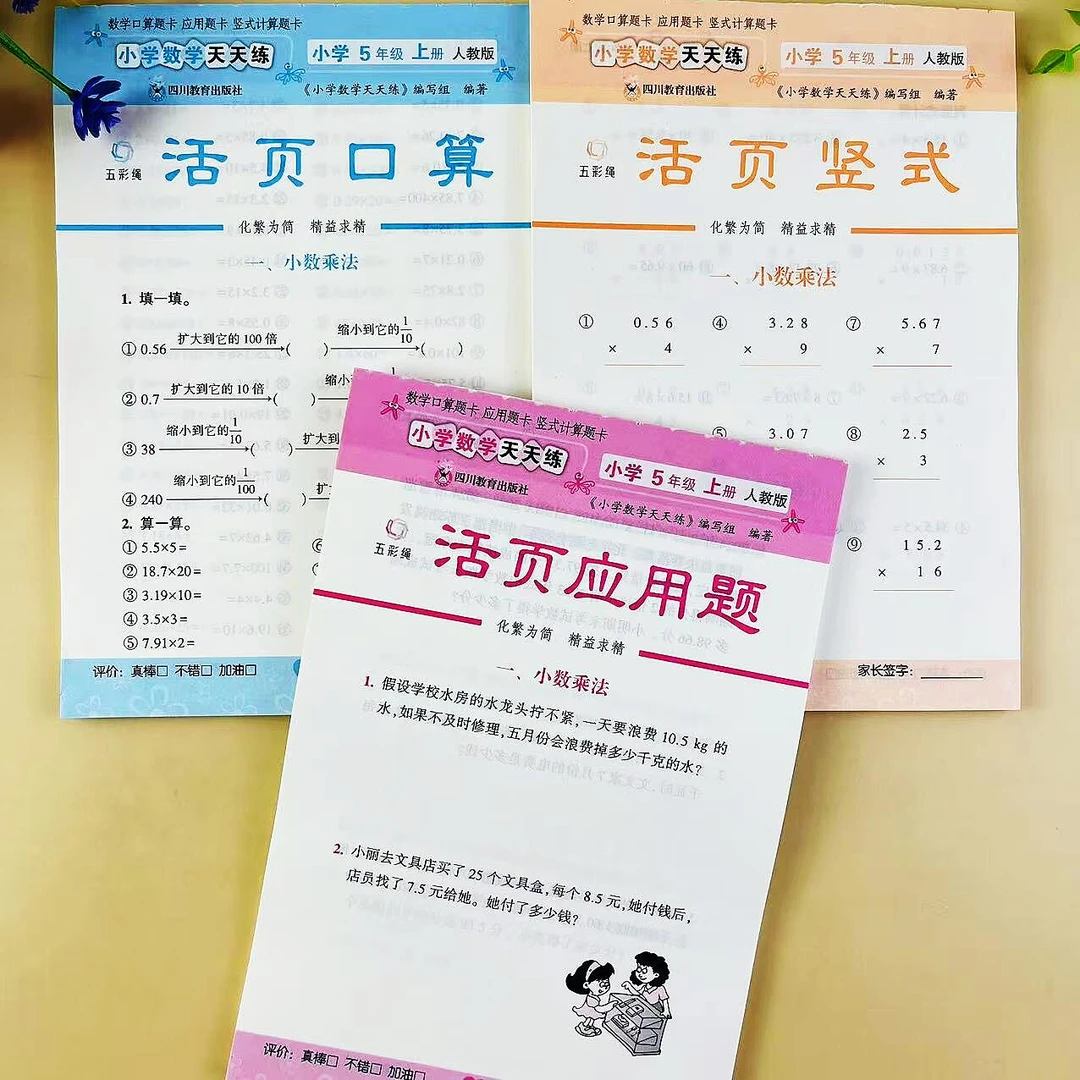 数学口算题卡 应用题卡 竖式计算题卡
小学数学天天练 小学 5 年级 上册 人教版
四川教育出版社 《小学数学天天练》编写组 编著
五彩绳 活页口算
化繁为简 精益求精
一、小数乘法
1. 填一填。
① 0.56 扩大到它的 100 倍 ( ) 缩小到它的 1/10 ( )
② 0.7 扩大到它的 10 倍 ( ) 缩小
③ 38 缩小到它的 1/10 ( ) 扩大到
④ 240 缩小到它的 1/100 ( )
2. 算一算。
① 5.5×5=
② 18.7×20=
③ 3.19×10=
④ 3.5×3=
⑤ 7.91×2=
评价：真棒□ 不错□ 加油□
数学口算题卡 应用题卡 竖式计算题卡
小学数学天天练 小学 5 年级 上册 人教版
四川教育出版社 《小学数学天天练》编写组 编著
五彩绳 活页竖式
化繁为简 精益求精
一、小数乘法
① 0.56 ④ 3.28 ⑦ 5.67
× 4 × 9 × 7
⑤ 3.07 ⑧ 2.5
× 3
⑨ 15.2
× 16
家长签字：
数学口算题卡 应用题卡 竖式计算题卡
小学数学天天练 小学 5 年级 上册 人教版
四川教育出版社 《小学数学天天练》编写组 编著
五彩绳 活页应用题
化繁为简 精益求精
一、小数乘法
1. 假设学校水房的水龙头拧不紧,一天要浪费 10.5 kg 的
水,如果不及时修理,五月份会浪费掉多少千克的水?
2. 小丽去文具店买了 25 个文具盒,每个 8.5 元,她付钱后,
店员找了 7.5 元给她。她付了多少钱?
评价：真棒□ 不错□ 加油□